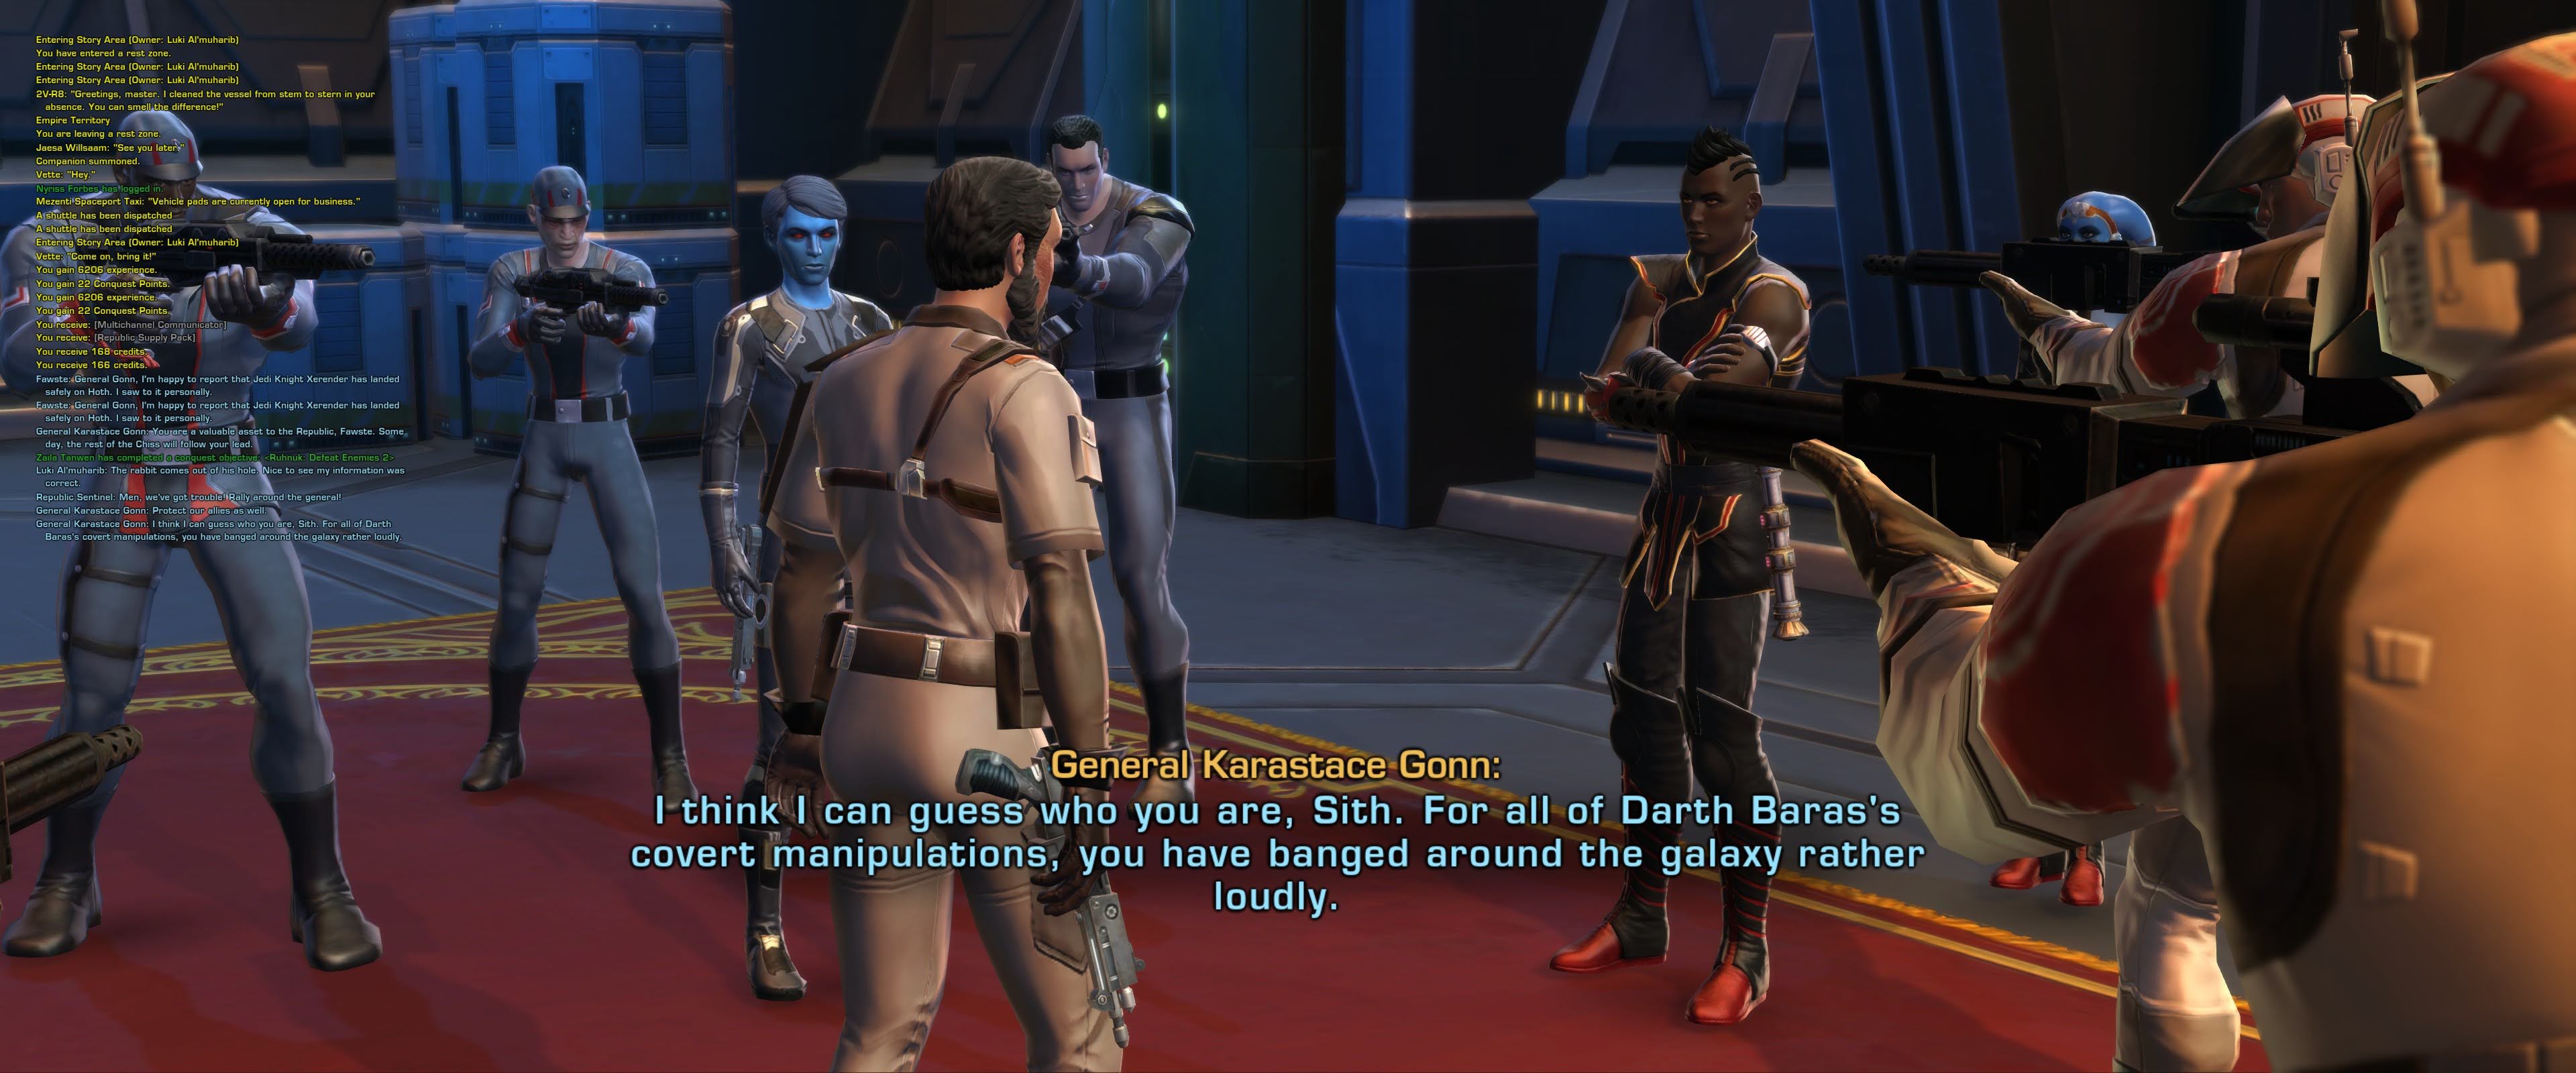 Entering Story Area (Owner: Luki Al'muharib)
You have entered a rest zone.
Entering Story Area (Owner: Luki Al'muharib)
Entering Story Area (Owner: Luki Al'muharib)
2V-R8: "Greetings, master. I cleaned the vessel from stem to stern in your
absence. You can smell the difference!"
Empire Territory
You are leaving a rest zone.
Jaesa Willsaam: "See you later."
Companion summoned.
Vette: "Hey."
Nyriss Forbes has logged in.
Mezenti Spaceport Taxi: "Vehicle pads are currently open for business."
A shuttle has been dispatched
A shuttle has been dispatched
Entering Story Area (Owner: Luki Al'muharib)
Vette: "Come on, bring it!"
You gain 6206 experience.
You gain 22 Conquest Points.
You gain 6206 experience.
You gain 22 Conquest Points.
You receive: [Multichannel Communicator]
You receive: [Republic Supply Pack]
You receive 168 credits.
You receive 166 credits.
Fawste: General Gonn, I'm happy to report that Jedi Knight Xerender has landed
safely on Hoth. I saw to it personally.
Fawste: General Gonn, I'm happy to report that Jedi Knight Xerender has landed
safely on Hoth. I saw to it personally.
General Karastace Gonn: You are a valuable asset to the Republic, Fawste. Some
day, the rest of the Chiss will follow your lead.
Zaila Tanwen has completed a conquest objective: <Ruhnuk: Defeat Enemies 2>
Luki Al'muharib: The rabbit comes out of his hole. Nice to see my information was
correct.
Republic Sentinel: Men, we've got trouble! Rally around the general!
General Karastace Gonn: Protect our allies as well.
General Karastace Gonn: I think I can guess who you are, Sith. For all of Darth
Baras's covert manipulations, you have banged around the galaxy rather loudly.
General Karastace Gonn:
I think I can guess who you are, Sith. For all of Darth Baras's
covert manipulations, you have banged around the galaxy rather
loudly.